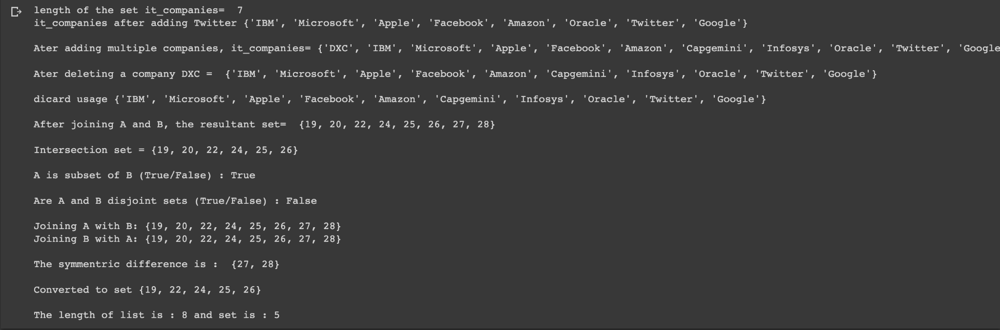 length of the set it_companies=  7
it_companies after adding Twitter {'IBM', 'Microsoft', 'Apple', 'Facebook', 'Amazon', 'Oracle', 'Twitter', 'Google'}
Ater adding multiple companies, it_companies= {'DXC', 'IBM', 'Microsoft', 'Apple', 'Facebook', 'Amazon', 'Capgemini', 'Infosys', 'Oracle', 'Twitter', 'Google
Ater deleting a company DXC =  {'IBM', 'Microsoft', 'Apple', 'Facebook', 'Amazon', 'Capgemini', 'Infosys', 'Oracle', 'Twitter', 'Google'}
dicard usage {'IBM', 'Microsoft', 'Apple', 'Facebook', 'Amazon', 'Capgemini', 'Infosys', 'Oracle', 'Twitter', 'Google'}
After joining A and B, the resultant set=  {19, 20, 22, 24, 25, 26, 27, 28}
Intersection set = {19, 20, 22, 24, 25, 26}
A is subset of B (True/False) : True
Are A and B disjoint sets (True/False) : False
Joining A with B: {19, 20, 22, 24, 25, 26, 27, 28}
Joining B with A: {19, 20, 22, 24, 25, 26, 27, 28}
The symmentric difference is :  {27, 28}
Converted to set {19, 22, 24, 25, 26}
The length of list is : 8 and set is : 5